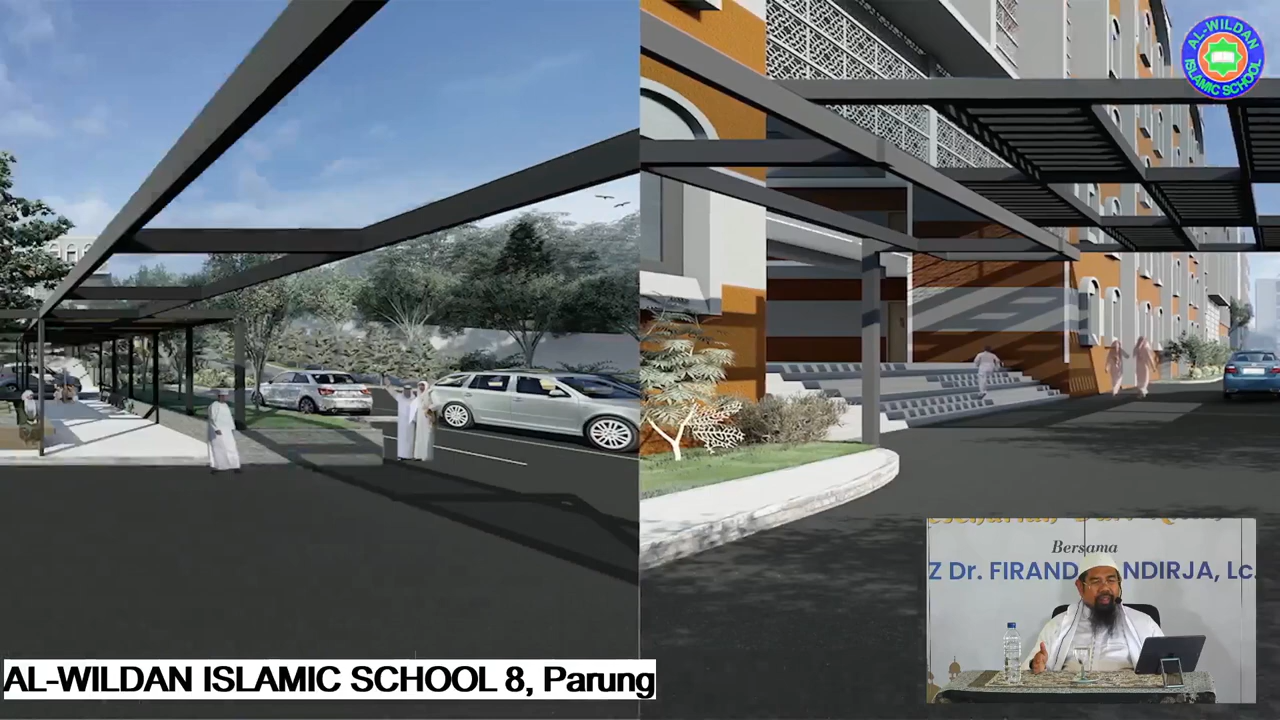 AL-WILDAN
ISLAMIC SCHOOL
Bersama
Z Dr. FIRAND NDIRJA, Lc.
AL-WILDAN ISLAMIC SCHOOL 8, Parung